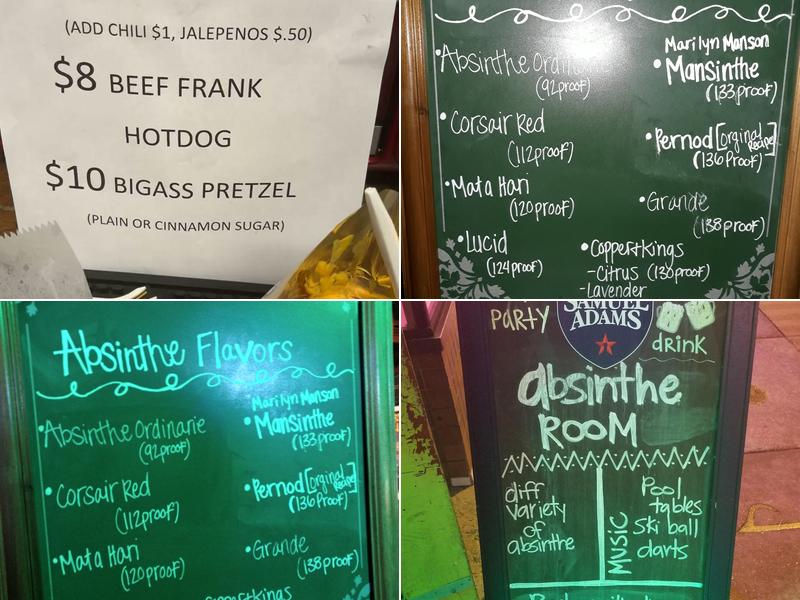 (ADD CHILI $1, JALEPENOS $.50)
$8 BEEF FRANK
HOTDOG
$10 BIGASS PRETZEL
(PLAIN OR CINNAMON SUGAR)
• Absinthe Ordinarie
(92proof)
• Corsair Red
(112proof)
• Mata Hari
(120proof)
• Lucid
(124proof)
Marilyn Manson
• Mansinthe
(133proof)
• Pernod [orginal Recipe]
(136 Proof)
• Grande
(138proof)
• Copperkings
- Citrus (130proof)
- Lavender
Absinthe Flavors
• Absinthe Ordinarie
(92proof)
• Corsair Red
(112proof)
• Mata Hari
(120proof)
Marilyn Manson
• Mansinthe
(133proof)
• Pernod [orginal Recipe]
(136 Proof)
• Grande
(138proof)
Copperkings
PARTY
SAMUEL
ADAMS
drink
absinthe
ROOM
diff
variety
of
absinthe
MUSIC
Pool
tables
Ski ball
darts